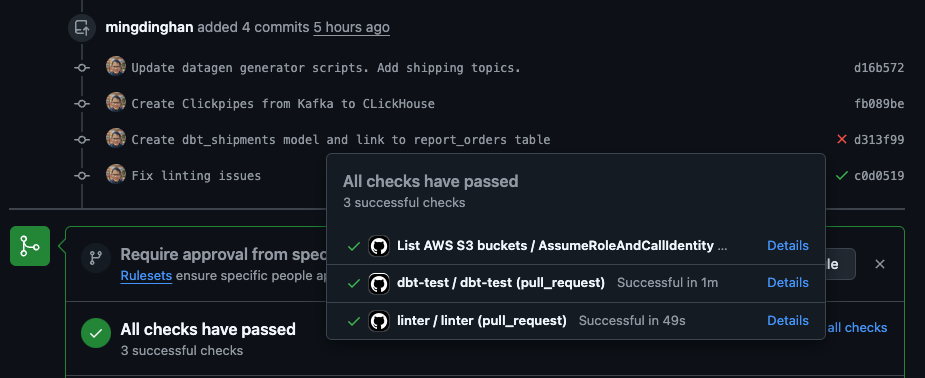 mingdinghan added 4 commits 5 hours ago
Update datagen generator scripts. Add shipping topics. d16b572
Create Clickpipes from Kafka to CLickHouse fb089be
Create dbt_shipments model and link to report_orders table d313f99
Fix linting issues c0d0519
All checks have passed
3 successful checks
List AWS S3 buckets / AssumeRoleAndCallIdentity ... Details
dbt-test / dbt-test (pull_request) Successful in 1m Details
linter / linter (pull_request) Successful in 49s Details
Require approval from spec
Rulesets ensure specific people ap
le
All checks have passed
3 successful checks
all checks